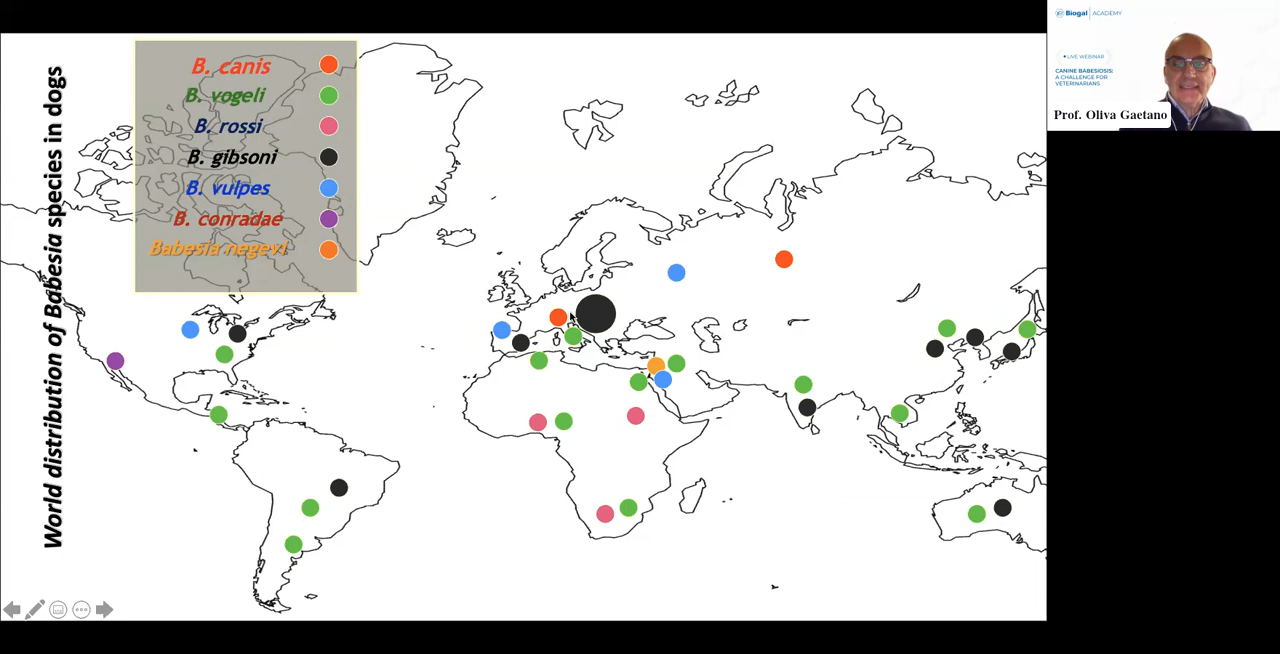 World distribution of Babesia species in dogs
B. canis
B. vogeli
B. rossi
B. gibsoni
B. vulpes
B. conradae
Babesia negevi
Biogal ACADEMY
LIVE WEBINAR
CANINE BABESIOSIS:
A CHALLENGE FOR
VETERINARIANS
Prof. Oliva Gaetano